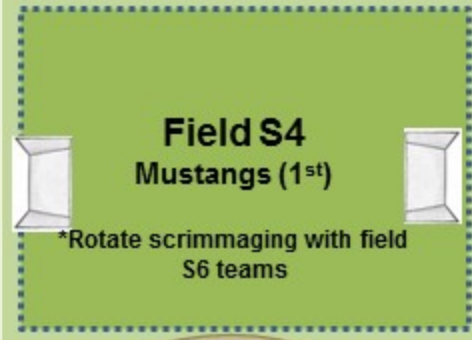 Field S4
Mustangs (1st)
*Rotate scrimmaging with field
S6 teams